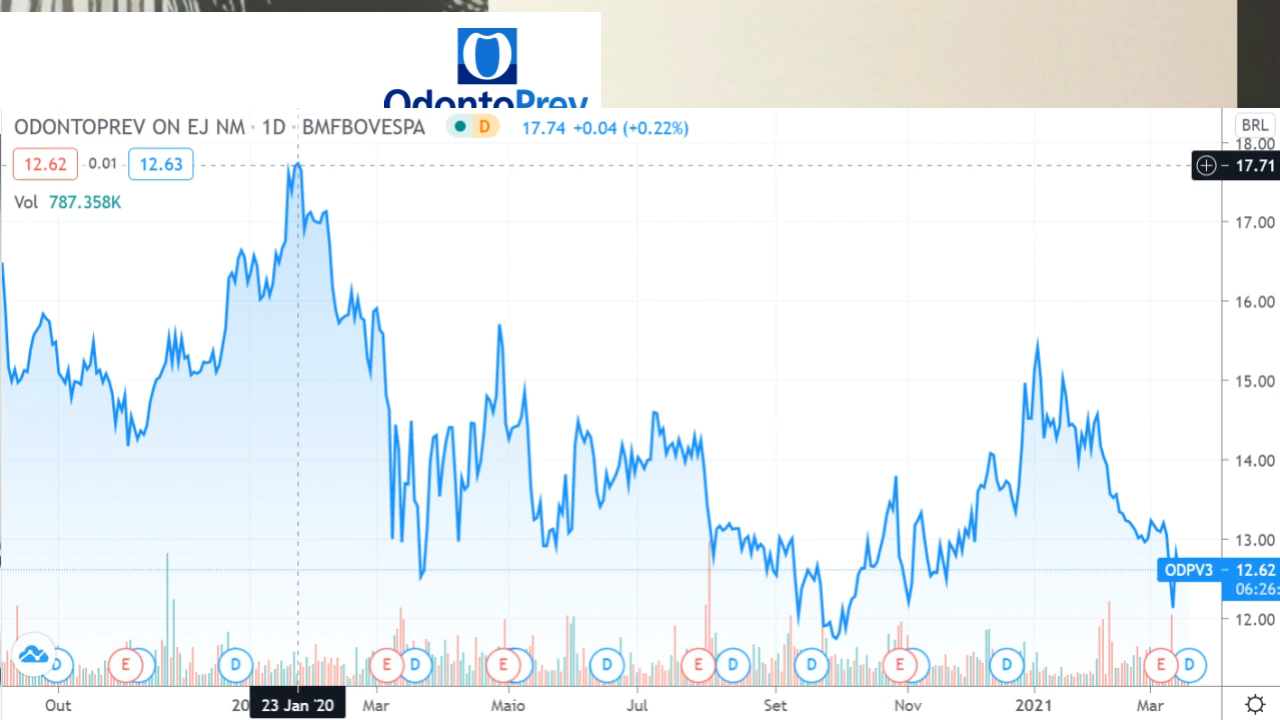 OdontoPrev
ODONTOPREV ON EJ NM · 1D · BMFBOVESPA D 17.74 +0.04 (+0.22%)
BRL
18.00
12.62 0.01 12.63
17.71
Vol 787.358K
17.00
16.00
15.00
14.00
13.00
ODPV3 12.62
06:26:
12.00
D E D E D E D E D D E D E D
Out 20 23 Jan '20 Mar Maio Jul Set Nov 2021 Mar